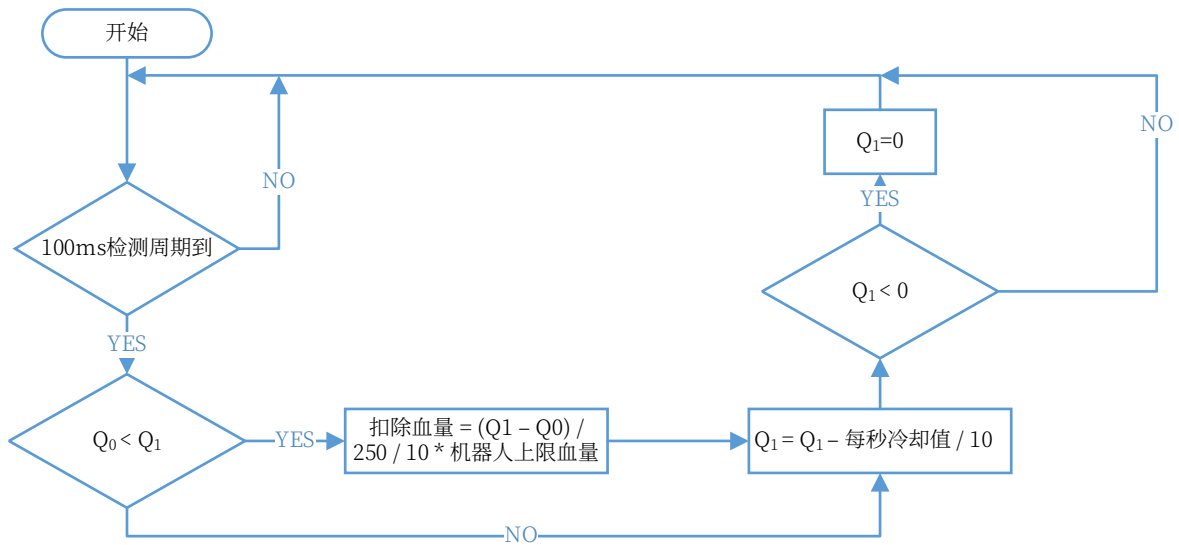 开始
NO
Q₁=0
NO
YES
100ms检测周期到
Q₁ < 0
YES
Q₀ < Q₁
YES
扣除血量 = (Q1 – Q0) /
250 / 10 * 机器人上限血量
Q₁ = Q₁ – 每秒冷却值 / 10
NO